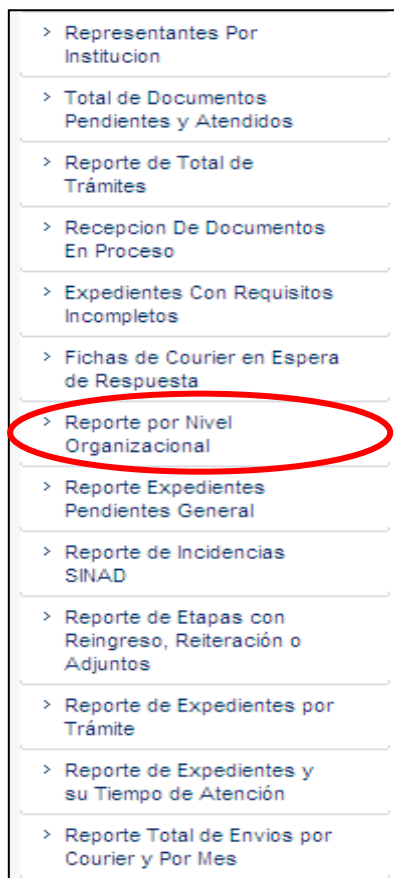 > Representantes Por
Institucion
> Total de Documentos
Pendientes y Atendidos
> Reporte de Total de
Trámites
> Recepcion De Documentos
En Proceso
> Expedientes Con Requisitos
Incompletos
> Fichas de Courier en Espera
de Respuesta
> Reporte por Nivel
Organizacional
> Reporte Expedientes
Pendientes General
> Reporte de Incidencias
SINAD
> Reporte de Etapas con
Reingreso, Reiteración o
Adjuntos
> Reporte de Expedientes por
Trámite
> Reporte de Expedientes y
su Tiempo de Atención
> Reporte Total de Envios por
Courier y Por Mes